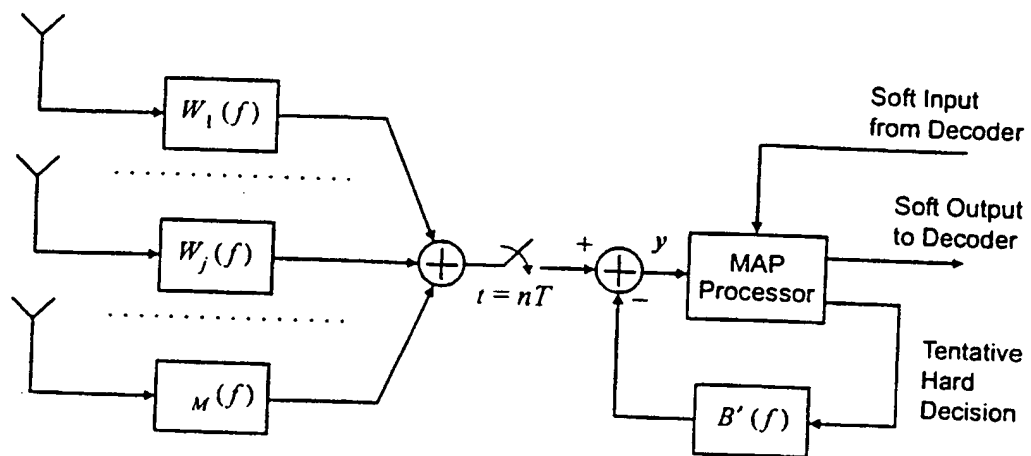 W₁(f)
Wⱼ(f)
ₘ(f)
t = nT
+
−
y
Soft Input
from Decoder
Soft Output
to Decoder
MAP
Processor
Tentative
Hard
Decision
B'(f)